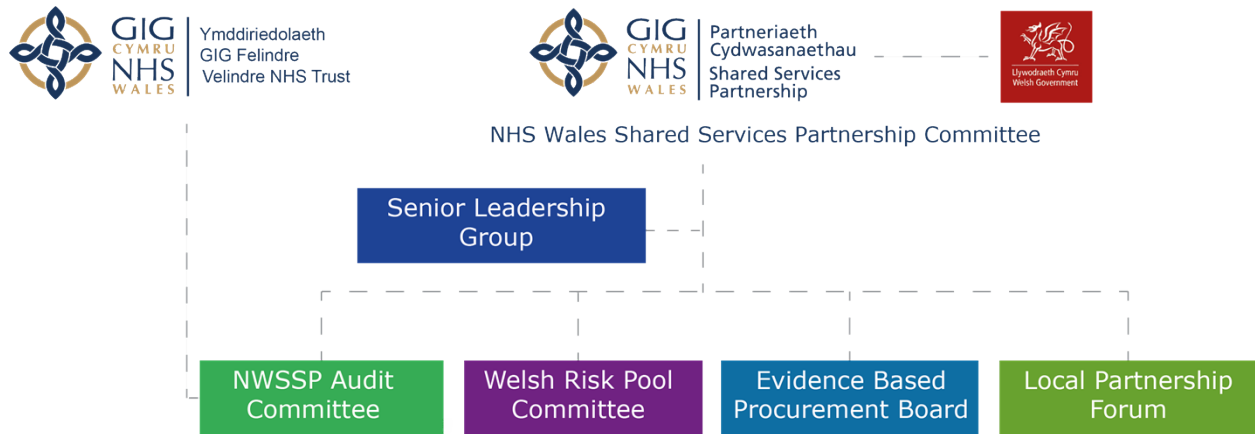 GIG
CYMRU
NHS
WALES
Ymddiriedolaeth
GIG Felindre
Velindre NHS Trust
GIG
CYMRU
NHS
WALES
Partneriaeth
Cydwasanaethau
Shared Services
Partnership
Llywodraeth Cymru
Welsh Government
NHS Wales Shared Services Partnership Committee
Senior Leadership
Group
NWSSP Audit
Committee
Welsh Risk Pool
Committee
Evidence Based
Procurement Board
Local Partnership
Forum